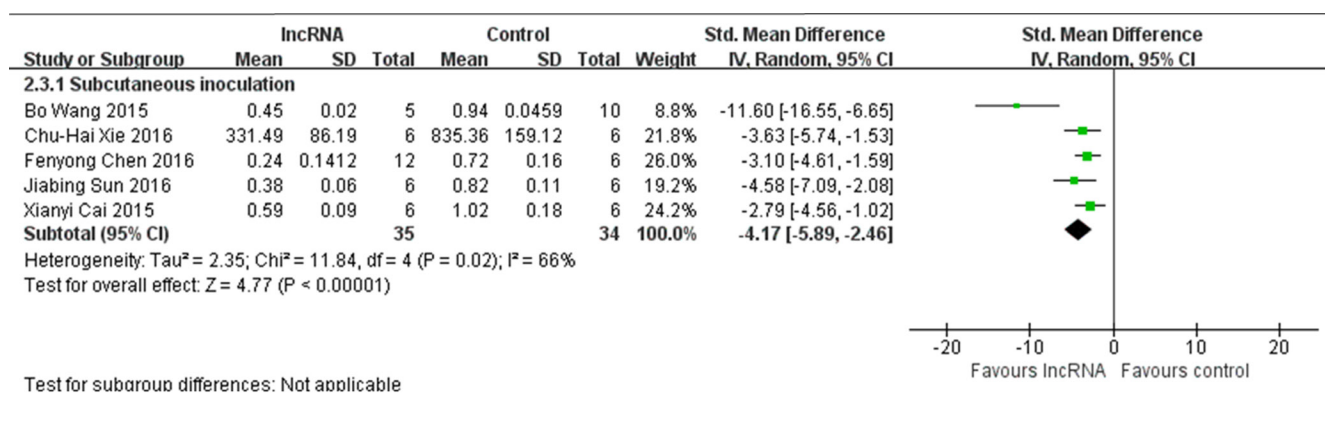 lncRNA Control Std. Mean Difference Std. Mean Difference
Study or Subgroup Mean SD Total Mean SD Total Weight IV, Random, 95% CI IV, Random, 95% CI
2.3.1 Subcutaneous inoculation
Bo Wang 2015 0.45 0.02 5 0.94 0.0459 10 8.8% -11.60 [-16.55, -6.65]
Chu-Hai Xie 2016 331.49 86.19 6 835.36 159.12 6 21.8% -3.63 [-5.74, -1.53]
Fenyong Chen 2016 0.24 0.1412 12 0.72 0.16 6 26.0% -3.10 [-4.61, -1.59]
Jiabing Sun 2016 0.38 0.06 6 0.82 0.11 6 19.2% -4.58 [-7.09, -2.08]
Xianyi Cai 2015 0.59 0.09 6 1.02 0.18 6 24.2% -2.79 [-4.56, -1.02]
Subtotal (95% CI) 35 34 100.0% -4.17 [-5.89, -2.46]
Heterogeneity: Tau² = 2.35; Chi² = 11.84, df = 4 (P = 0.02); I² = 66%
Test for overall effect: Z = 4.77 (P < 0.00001)
-20 -10 0 10 20
Favours lncRNA Favours control
Test for subgroup differences: Not applicable